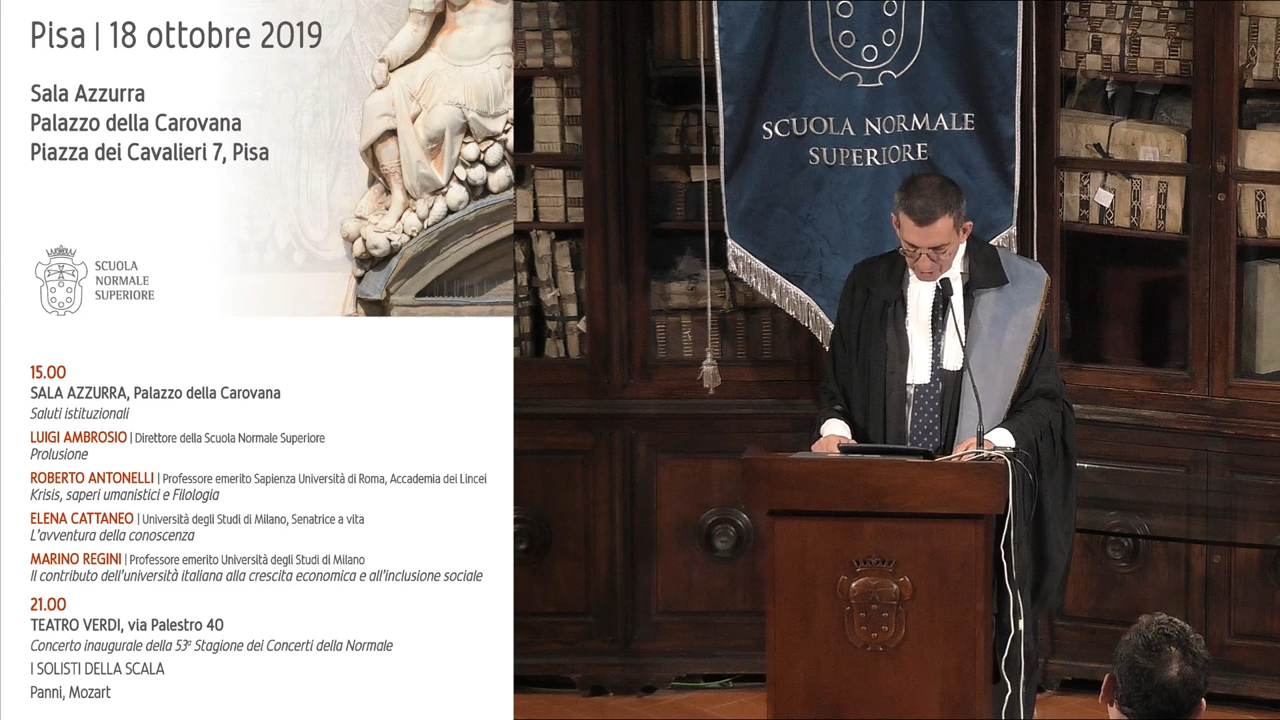 Pisa | 18 ottobre 2019
Sala Azzurra
Palazzo della Carovana
Piazza dei Cavalieri 7, Pisa
SCUOLA
NORMALE
SUPERIORE
15.00
SALA AZZURRA, Palazzo della Carovana
Saluti istituzionali
LUIGI AMBROSIO | Direttore della Scuola Normale Superiore
Prolusione
ROBERTO ANTONELLI | Professore emerito Sapienza Università di Roma, Accademia dei Lincei
Krisis, saperi umanistici e Filologia
ELENA CATTANEO | Università degli Studi di Milano, Senatrice a vita
L'avventura della conoscenza
MARINO REGINI | Professore emerito Università degli Studi di Milano
Il contributo dell'università italiana alla crescita economica e all'inclusione sociale
21.00
TEATRO VERDI, via Palestro 40
Concerto inaugurale della 53ª Stagione dei Concerti della Normale
I SOLISTI DELLA SCALA
Panni, Mozart
SCUOLA NORMALE
SUPERIORE